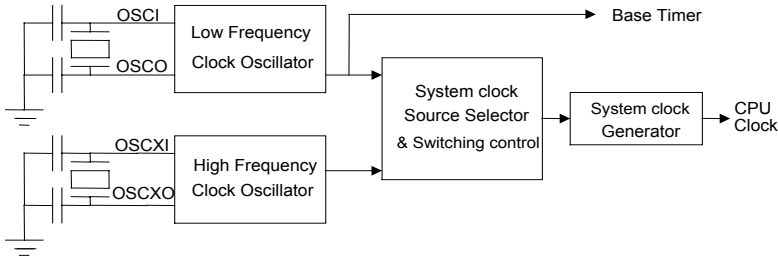 OSCI
Low Frequency
Clock Oscillator
OSCO
Base Timer
System clock
Source Selector
& Switching control
System clock
Generator
CPU
Clock
OSCXI
High Frequency
Clock Oscillator
OSCXO